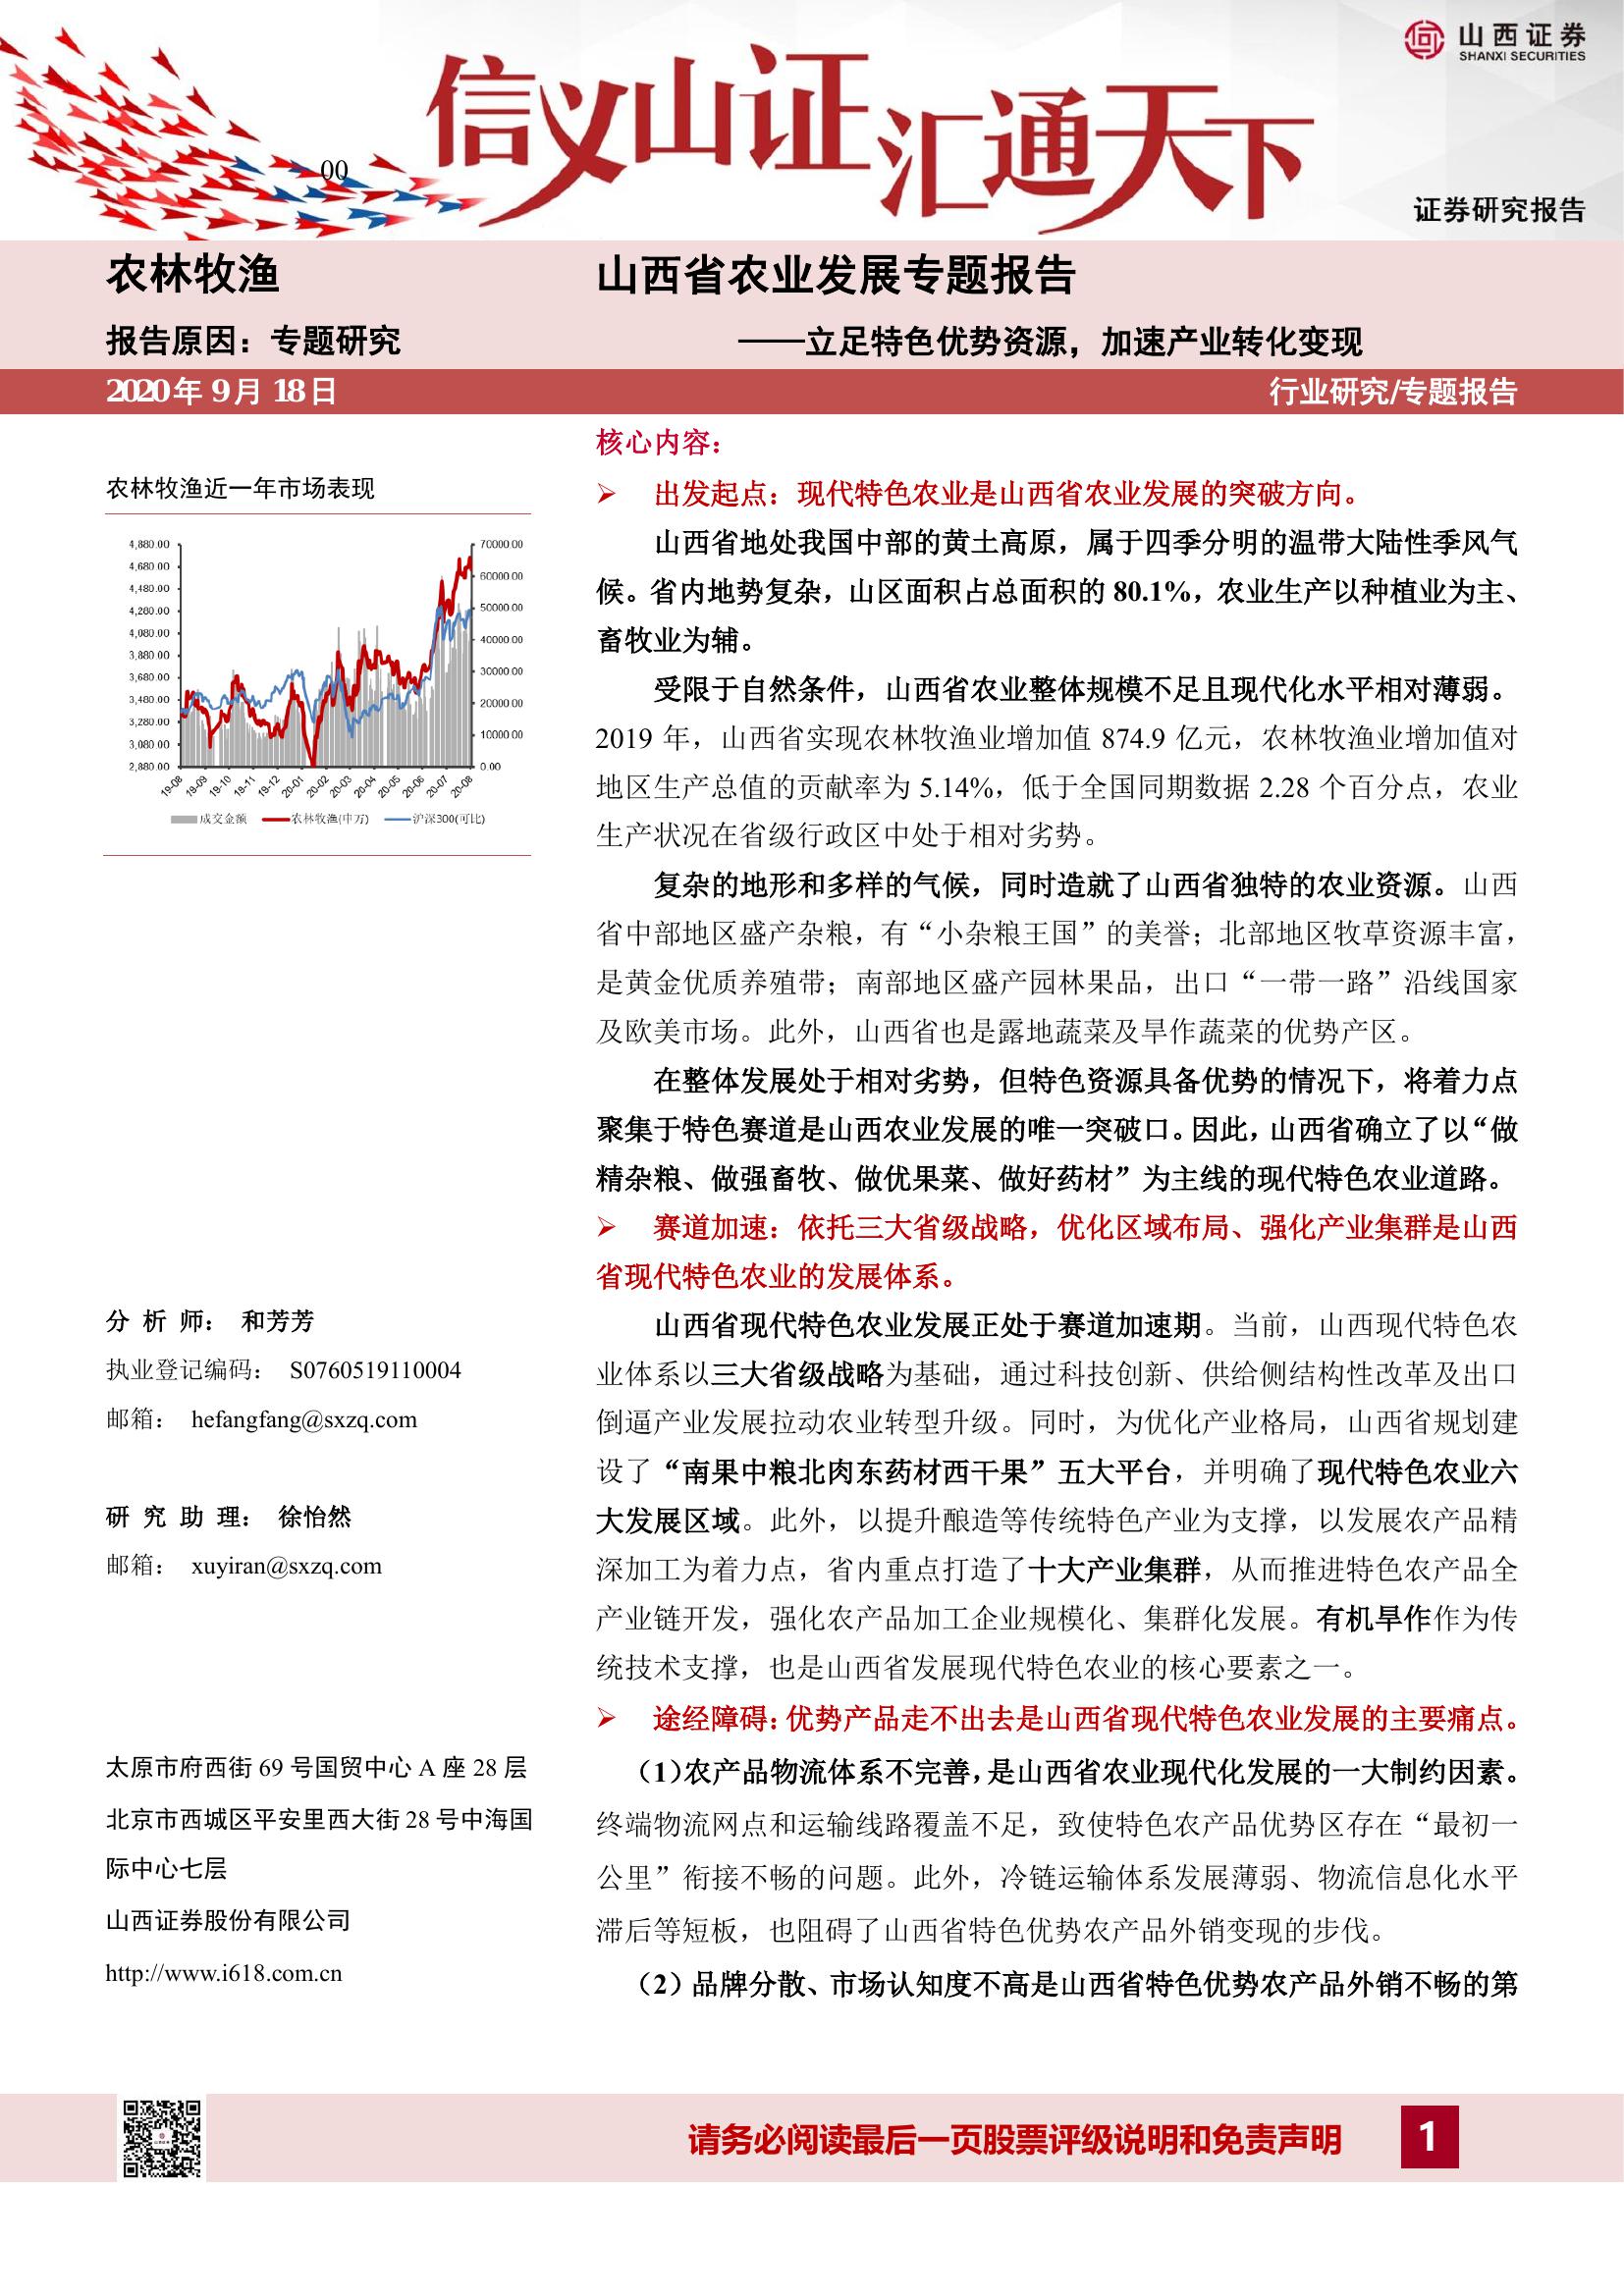 山西证券
SHANXI SECURITIES
信义山证汇通天下
00
证券研究报告
农林牧渔
报告原因：专题研究
山西省农业发展专题报告
——立足特色优势资源，加速产业转化变现
2020年 9月 18日
行业研究/专题报告
农林牧渔近一年市场表现
4,880.00
4,680.00
4,480.00
4,280.00
4,080.00
3,880.00
3,680.00
3,480.00
3,280.00
3,080.00
2,880.00
70000.00
60000.00
50000.00
40000.00
30000.00
20000.00
10000.00
0.00
19-08
19-09
19-10
19-11
19-12
20-01
20-02
20-03
20-04
20-05
20-06
20-07
20-08
成交金额 农林牧渔(申万) 沪深300(可比)
分 析 师： 和芳芳
执业登记编码： S0760519110004
邮箱： hefangfang@sxzq.com
研 究 助 理： 徐怡然
邮箱： xuyiran@sxzq.com
太原市府西街 69 号国贸中心 A 座 28 层
北京市西城区平安里西大街 28 号中海国
际中心七层
山西证券股份有限公司
http://www.i618.com.cn
核心内容：
➢ 出发起点：现代特色农业是山西省农业发展的突破方向。
山西省地处我国中部的黄土高原，属于四季分明的温带大陆性季风气
候。省内地势复杂，山区面积占总面积的 80.1%，农业生产以种植业为主、
畜牧业为辅。
受限于自然条件，山西省农业整体规模不足且现代化水平相对薄弱。
2019 年，山西省实现农林牧渔业增加值 874.9 亿元，农林牧渔业增加值对
地区生产总值的贡献率为 5.14%，低于全国同期数据 2.28 个百分点，农业
生产状况在省级行政区中处于相对劣势。
复杂的地形和多样的气候，同时造就了山西省独特的农业资源。山西
省中部地区盛产杂粮，有“小杂粮王国”的美誉；北部地区牧草资源丰富，
是黄金优质养殖带；南部地区盛产园林果品，出口“一带一路”沿线国家
及欧美市场。此外，山西省也是露地蔬菜及旱作蔬菜的优势产区。
在整体发展处于相对劣势，但特色资源具备优势的情况下，将着力点
聚集于特色赛道是山西农业发展的唯一突破口。因此，山西省确立了以“做
精杂粮、做强畜牧、做优果菜、做好药材”为主线的现代特色农业道路。
➢ 赛道加速：依托三大省级战略，优化区域布局、强化产业集群是山西
省现代特色农业的发展体系。
山西省现代特色农业发展正处于赛道加速期。当前，山西现代特色农
业体系以三大省级战略为基础，通过科技创新、供给侧结构性改革及出口
倒逼产业发展拉动农业转型升级。同时，为优化产业格局，山西省规划建
设了“南果中粮北肉东药材西干果”五大平台，并明确了现代特色农业六
大发展区域。此外，以提升酿造等传统特色产业为支撑，以发展农产品精
深加工为着力点，省内重点打造了十大产业集群，从而推进特色农产品全
产业链开发，强化农产品加工企业规模化、集群化发展。有机旱作作为传
统技术支撑，也是山西省发展现代特色农业的核心要素之一。
➢ 途经障碍：优势产品走不出去是山西省现代特色农业发展的主要痛点。
（1）农产品物流体系不完善，是山西省农业现代化发展的一大制约因素。
终端物流网点和运输线路覆盖不足，致使特色农产品优势区存在“最初一
公里”衔接不畅的问题。此外，冷链运输体系发展薄弱、物流信息化水平
滞后等短板，也阻碍了山西省特色优势农产品外销变现的步伐。
（2）品牌分散、市场认知度不高是山西省特色优势农产品外销不畅的第
请务必阅读最后一页股票评级说明和免责声明
1